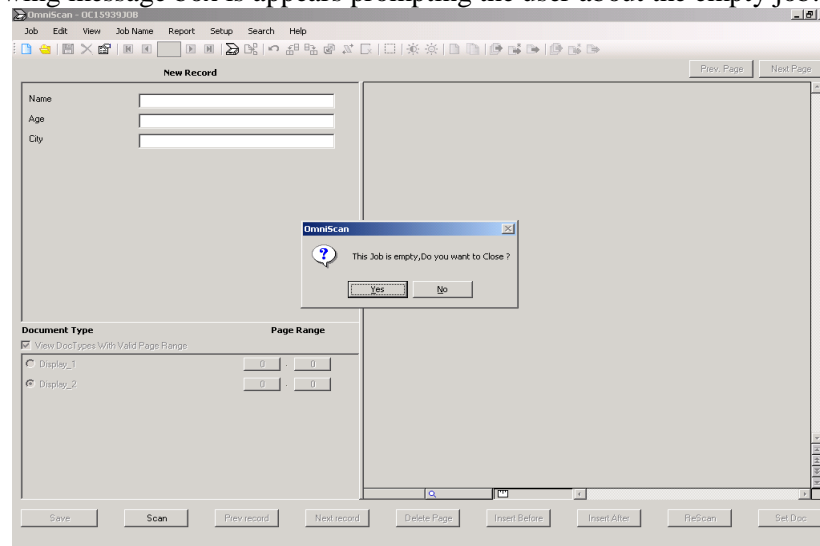 wing message box is appears prompting the user about the empty job.
OmniScan - OC15939JOB
Job Edit View Job Name Report Setup Search Help
New Record
Prev. Page Next Page
Name
Age
City
OmniScan
This Job is empty,Do you want to Close ?
Yes No
Document Type Page Range
View DocTypes With Valid Page Range
Display_1 0 - 0
Display_2 0 - 0
Save Scan Prev record Next record Delete Page Insert Before Insert After ReScan Set Doc